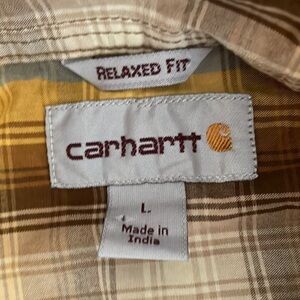 RELAXED FIT
carhartt
L.
Made in
India